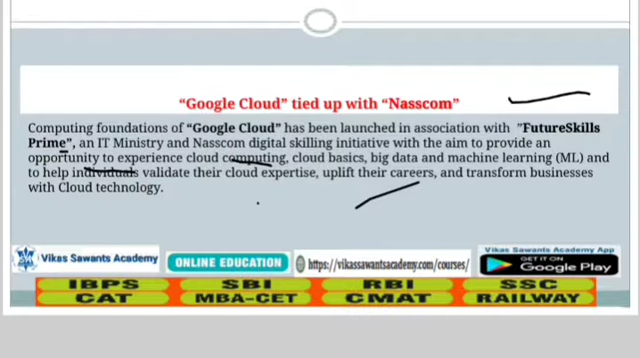 “Google Cloud” tied up with “Nasscom”
Computing foundations of “Google Cloud” has been launched in association with "FutureSkills
Prime”, an IT Ministry and Nasscom digital skilling initiative with the aim to provide an
opportunity to experience cloud computing, cloud basics, big data and machine learning (ML) and
to help individuals validate their cloud expertise, uplift their careers, and transform businesses
with Cloud technology.
Vikas Sawants Academy
ONLINE EDUCATION
https://vikassawantsacademy.com/courses/
Vikas Sawants Academy App
GET IT ON
Google Play
IBPS SBI RBI SSC
CAT MBA-CET CMAT RAILWAY